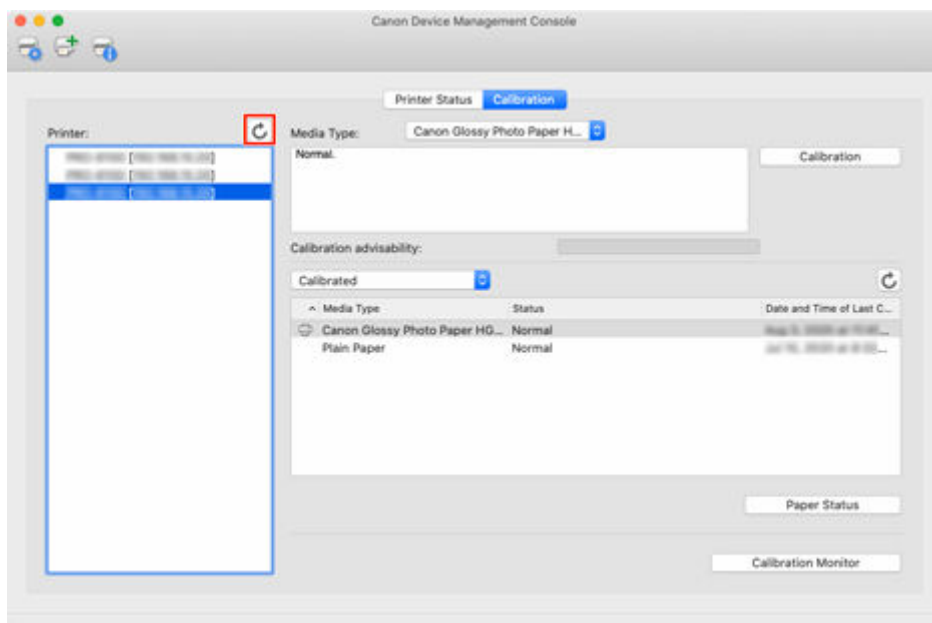 Canon Device Management Console
Printer Status Calibration
Printer:
Media Type: Canon Glossy Photo Paper H...
Normal.
Calibration
Calibration advisability:
Calibrated
Media Type Status Date and Time of Last C...
Canon Glossy Photo Paper HG... Normal
Plain Paper Normal
Paper Status
Calibration Monitor